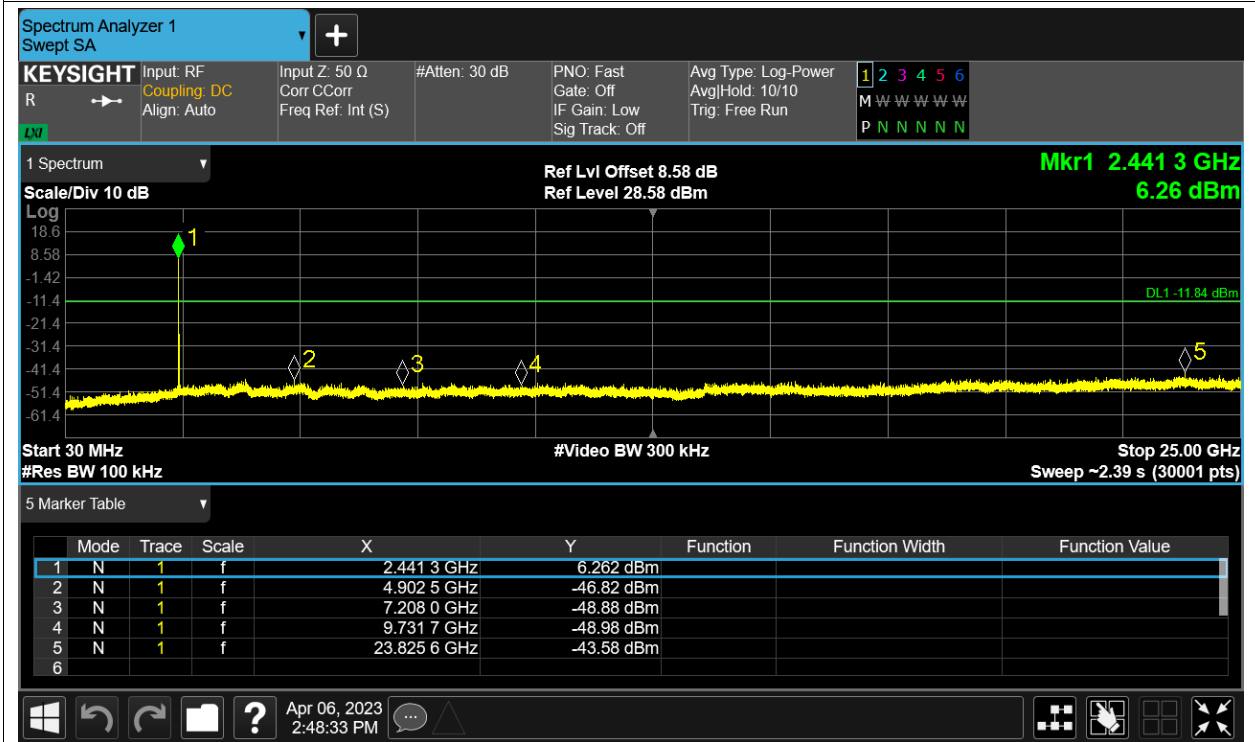 Spectrum Analyzer 1
Swept SA
KEYSIGHT Input: RF Input Z: 50 Ω #Atten: 30 dB PNO: Fast Avg Type: Log-Power 1 2 3 4 5 6
R Coupling: DC Corr CCorr Gate: Off Avg|Hold: 10/10 M W W W W W
Align: Auto Freq Ref: Int (S) IF Gain: Low Trig: Free Run
LXI Sig Track: Off P N N N N N
1 Spectrum Ref Lvl Offset 8.58 dB Mkr1 2.441 3 GHz
Scale/Div 10 dB Ref Level 28.58 dBm 6.26 dBm
Log
18.6
1
8.58
-1.42
DL1 -11.84 dBm
-11.4
-21.4
-31.4
2 3 4 5
-41.4
-51.4
-61.4
Start 30 MHz #Video BW 300 kHz Stop 25.00 GHz
#Res BW 100 kHz Sweep ~2.39 s (30001 pts)
5 Marker Table
Mode Trace Scale X Y Function Function Width Function Value
1 N 1 f 2.441 3 GHz 6.262 dBm
2 N 1 f 4.902 5 GHz -46.82 dBm
3 N 1 f 7.208 0 GHz -48.88 dBm
4 N 1 f 9.731 7 GHz -48.98 dBm
5 N 1 f 23.825 6 GHz -43.58 dBm
6
? Apr 06, 2023
2:48:33 PM